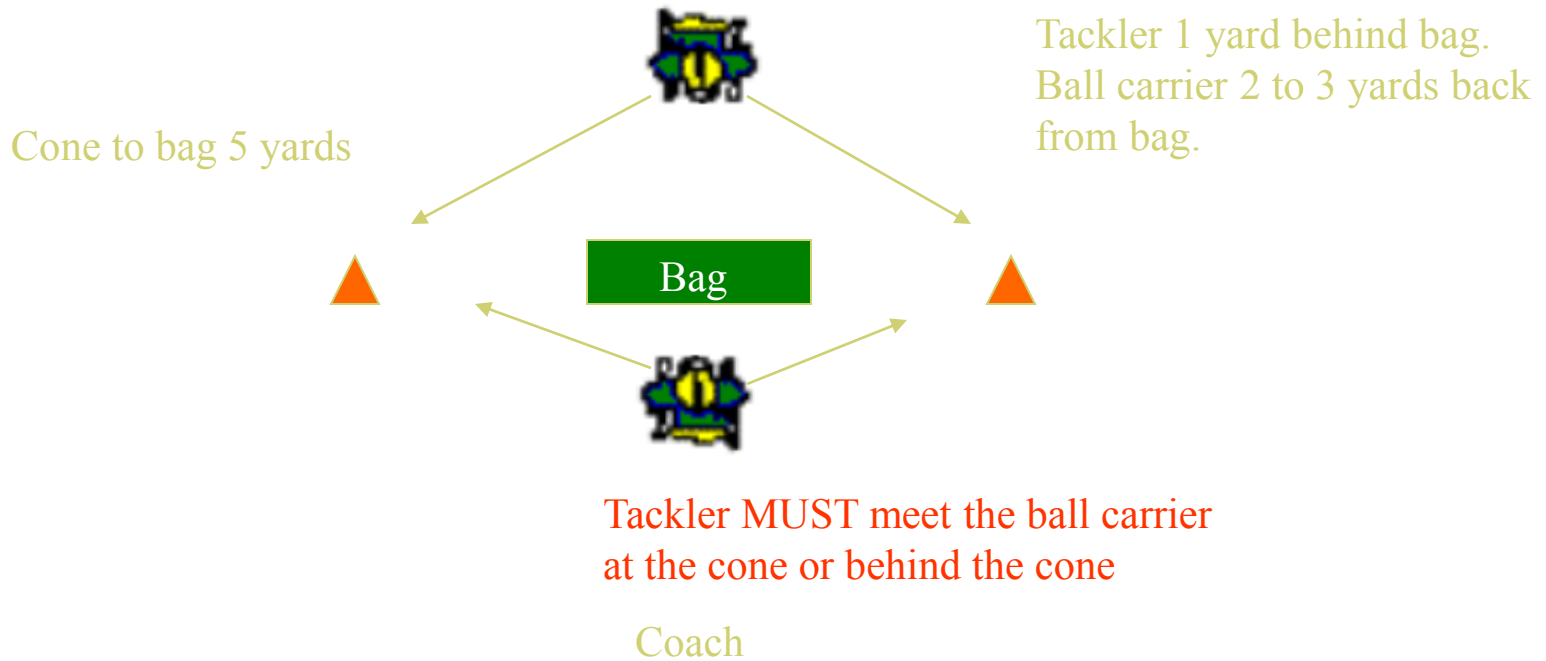 Tackler 1 yard behind bag.
Ball carrier 2 to 3 yards back
from bag.
Cone to bag 5 yards
Bag
Tackler MUST meet the ball carrier
at the cone or behind the cone
Coach